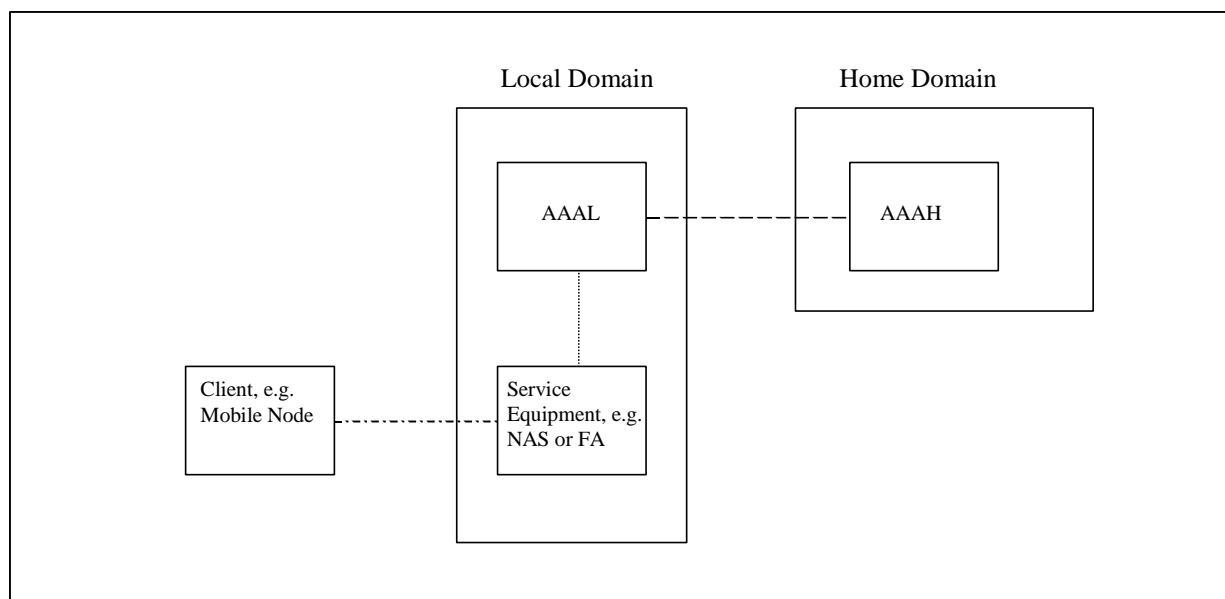 Local Domain
Home Domain
AAAL
AAAH
Client, e.g.
Mobile Node
Service
Equipment, e.g.
NAS or FA